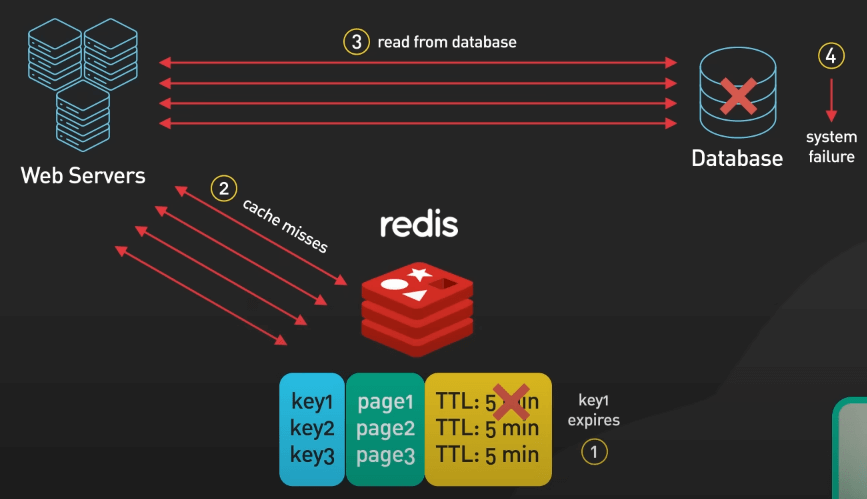 3 read from database
4
system
failure
Web Servers
Database
2 cache misses
redis
key1 page1 TTL: 5 min
key2 page2 TTL: 5 min
key3 page3 TTL: 5 min
key1
expires
1